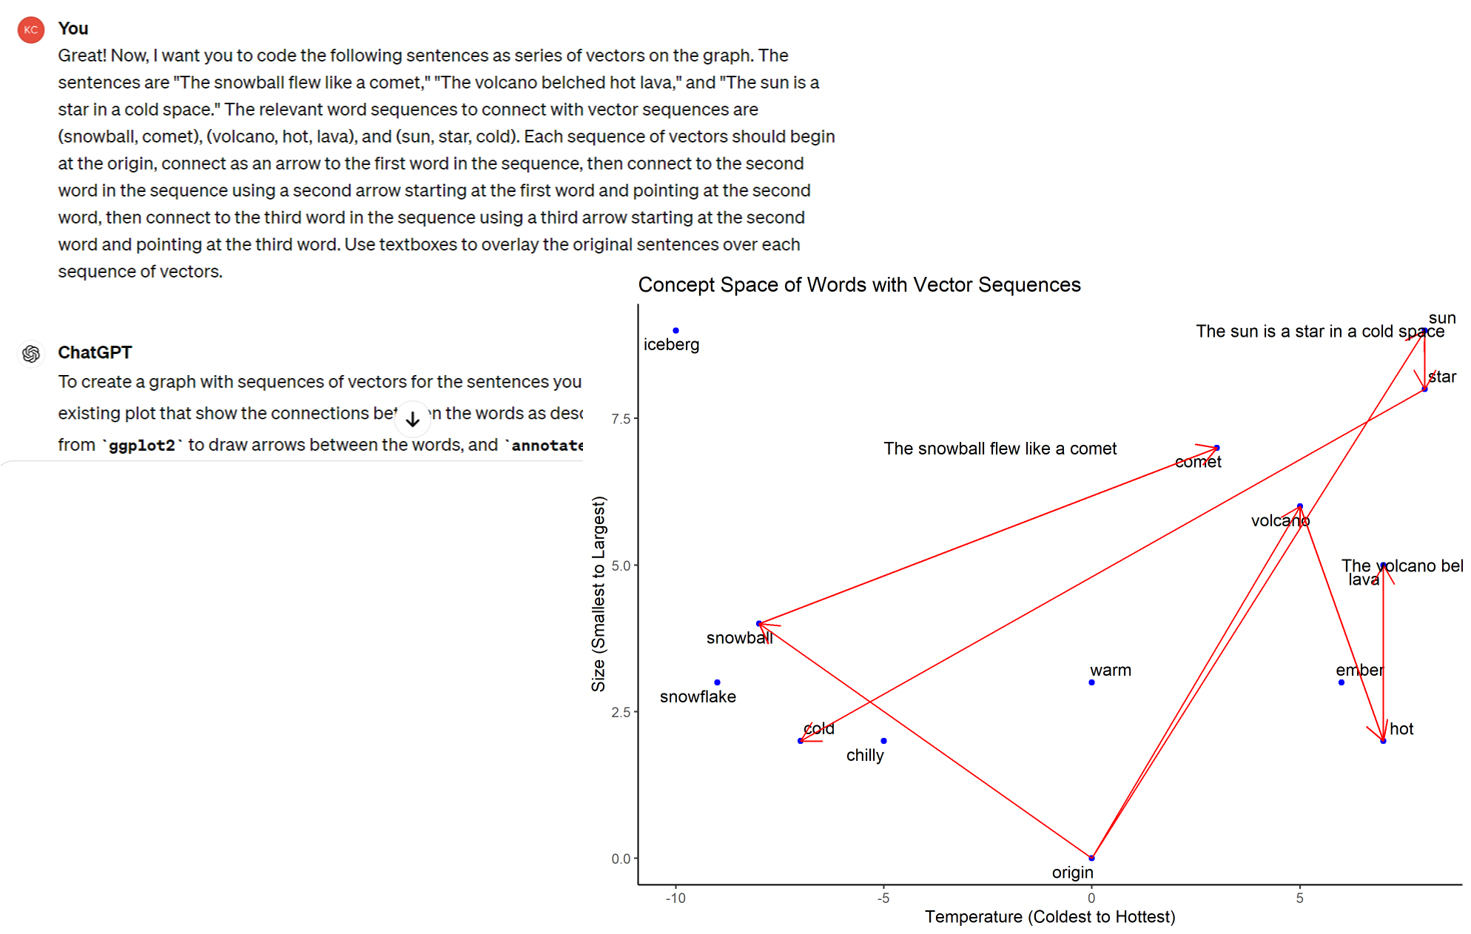 KC
You
Great! Now, I want you to code the following sentences as series of vectors on the graph. The
sentences are "The snowball flew like a comet," "The volcano belched hot lava," and "The sun is a
star in a cold space." The relevant word sequences to connect with vector sequences are
(snowball, comet), (volcano, hot, lava), and (sun, star, cold). Each sequence of vectors should begin
at the origin, connect as an arrow to the first word in the sequence, then connect to the second
word in the sequence using a second arrow starting at the first word and pointing at the second
word, then connect to the third word in the sequence using a third arrow starting at the second
word and pointing at the third word. Use textboxes to overlay the original sentences over each
sequence of vectors.
ChatGPT
To create a graph with sequences of vectors for the sentences you
existing plot that show the connections between the words as desc
from `ggplot2` to draw arrows between the words, and `annotate
Concept Space of Words with Vector Sequences
sun
The sun is a star in a cold space
iceberg
star
7.5
The snowball flew like a comet
comet
volcano
5.0
The volcano bel
lava
snowball
warm
ember
snowflake
2.5
cold
hot
chilly
0.0
origin
-10
-5
0
5
Temperature (Coldest to Hottest)
Size (Smallest to Largest)